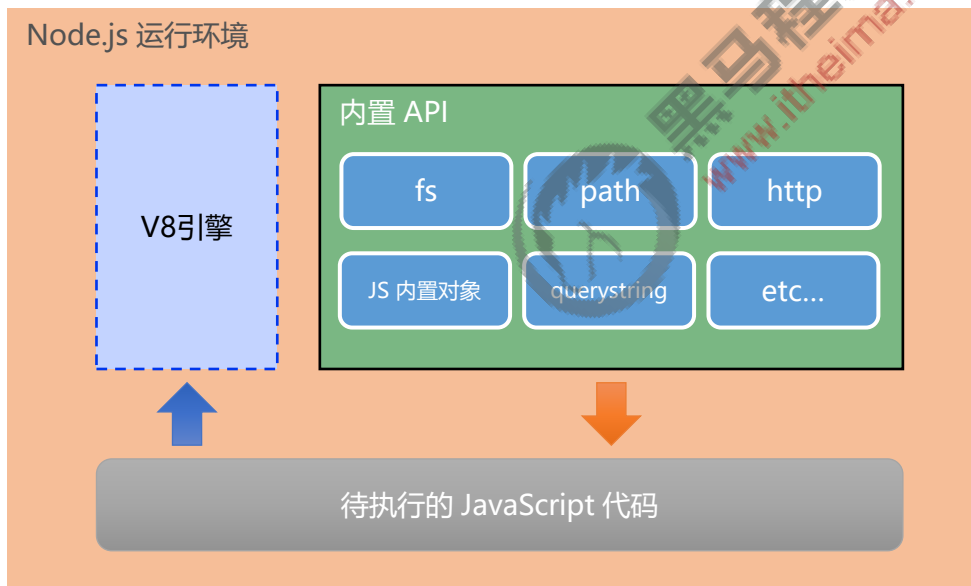 Node.js 运行环境
内置 API
V8引擎
fs
path
http
JS 内置对象
querystring
etc...
待执行的 JavaScript 代码
黑马程
www.itheima.